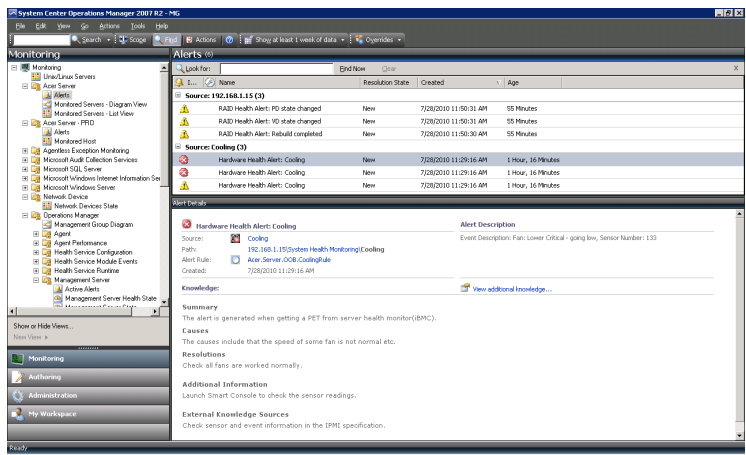 System Center Operations Manager 2007 R2 - MG
File Edit View Go Actions Tools Help
Search Scope Find Actions Show at least 1 week of data Overrides
Monitoring
Monitoring
Unix/Linux Servers
Acer Server
Alerts
Monitored Servers - Diagram View
Monitored Servers - List View
Acer Server - PRO
Alerts
Monitored Host
Agentless Exception Monitoring
Microsoft Audit Collection Services
Microsoft SQL Server
Microsoft Windows Internet Information Ser
Microsoft Windows Server
Network Device
Network Devices State
Operations Manager
Management Group Diagram
Agent
Agent Performance
Health Service Configuration
Health Service Module Events
Health Service Runtime
Management Server
Active Alerts
Management Server Health State
Management Server State
Show or Hide Views...
New View
Monitoring
Authoring
Administration
My Workspace
Ready
Alerts (6)
Look for: Find Now Clear X
I... Name Resolution State Created Age
Source: 192.168.1.15 (3)
RAID Health Alert: PD state changed New 7/28/2010 11:50:31 AM 55 Minutes
RAID Health Alert: VD state changed New 7/28/2010 11:50:31 AM 55 Minutes
RAID Health Alert: Rebuild completed New 7/28/2010 11:50:30 AM 55 Minutes
Source: Cooling (3)
Hardware Health Alert: Cooling New 7/28/2010 11:29:16 AM 1 Hour, 16 Minutes
Hardware Health Alert: Cooling New 7/28/2010 11:29:16 AM 1 Hour, 16 Minutes
Hardware Health Alert: Cooling New 7/28/2010 11:29:16 AM 1 Hour, 16 Minutes
Alert Details
Hardware Health Alert: Cooling
Source: Cooling
Path: 192.168.1.15\System Health Monitoring\Cooling
Alert Rule: Acer.Server.OOB.CoolingRule
Created: 7/28/2010 11:29:16 AM
Alert Description
Event Description: Fan: Lower Critical - going low, Sensor Number: 133
Knowledge: View additional knowledge...
Summary
The alert is generated when getting a PET from server health monitor(iBMC).
Causes
The causes include that the speed of some fan is not normal etc.
Resolutions
Check all fans are worked normally.
Additional Information
Launch Smart Console to check the sensor readings.
External Knowledge Sources
Check sensor and event information in the IPMI specification.